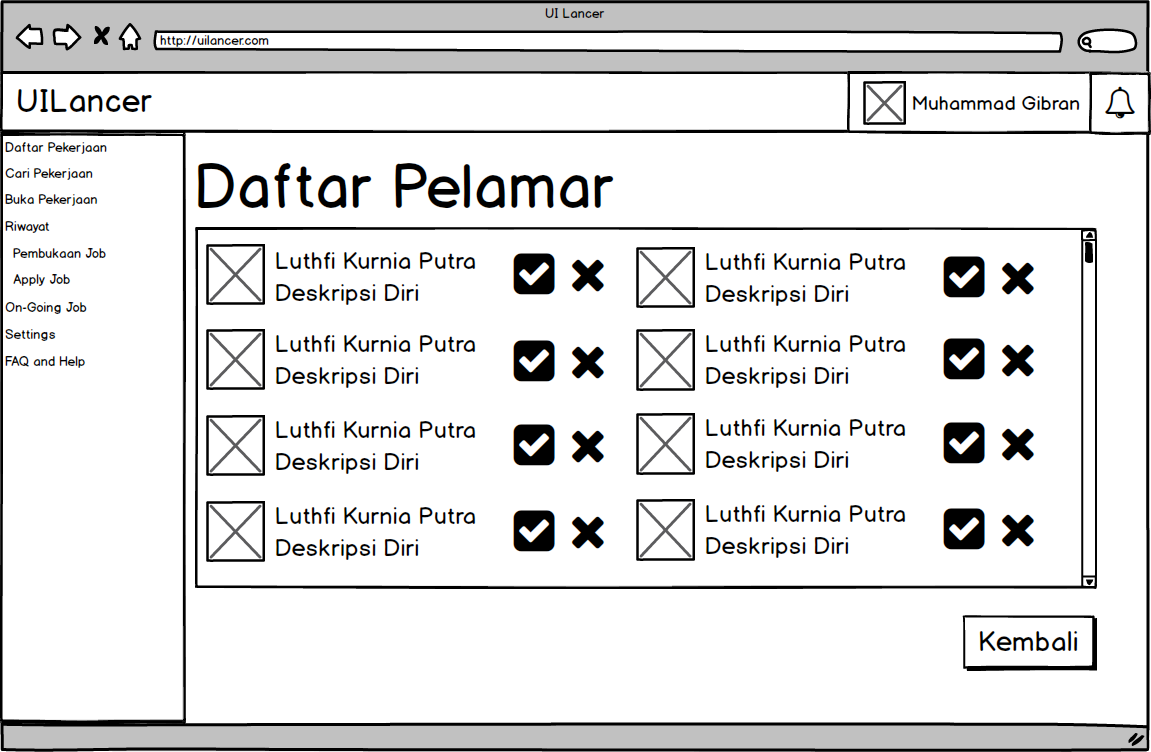 UI Lancer
http://uilancer.com
UILancer
Muhammad Gibran
Daftar Pekerjaan
Cari Pekerjaan
Buka Pekerjaan
Riwayat
Pembukaan Job
Apply Job
On-Going Job
Settings
FAQ and Help
Daftar Pelamar
Luthfi Kurnia Putra
Deskripsi Diri
Luthfi Kurnia Putra
Deskripsi Diri
Luthfi Kurnia Putra
Deskripsi Diri
Luthfi Kurnia Putra
Deskripsi Diri
Luthfi Kurnia Putra
Deskripsi Diri
Luthfi Kurnia Putra
Deskripsi Diri
Luthfi Kurnia Putra
Deskripsi Diri
Luthfi Kurnia Putra
Deskripsi Diri
Kembali